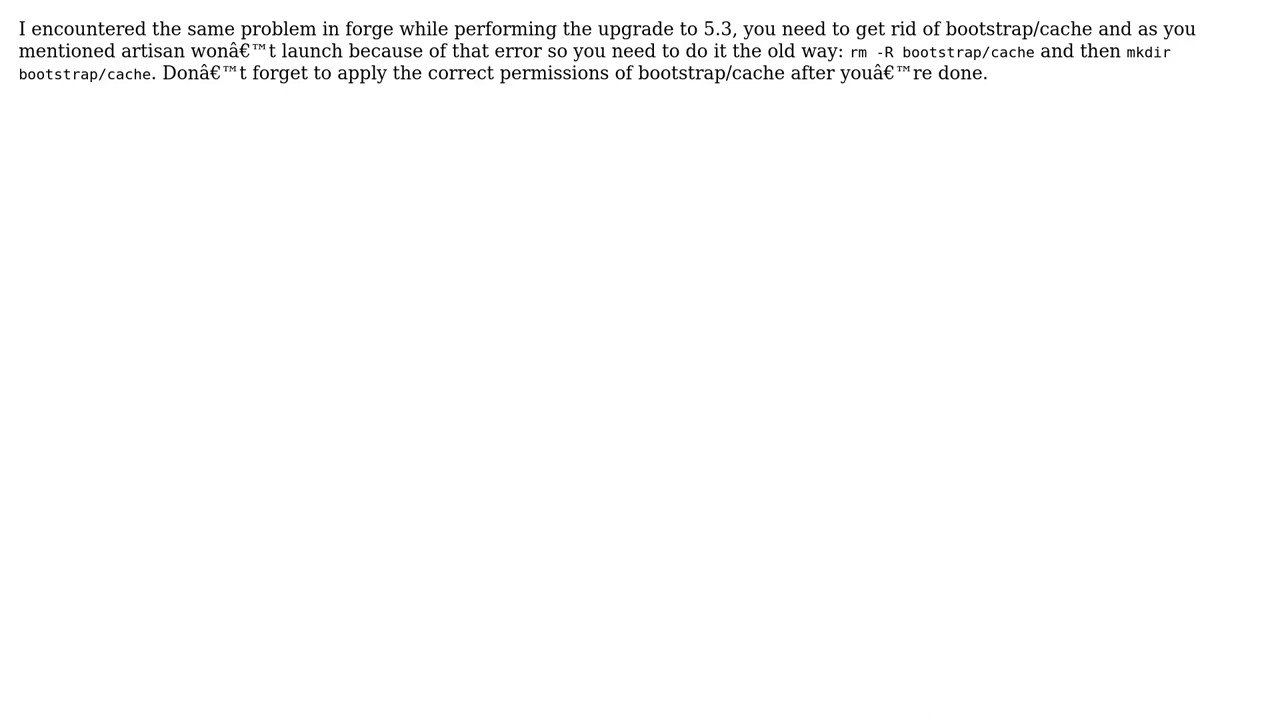 I encountered the same problem in forge while performing the upgrade to 5.3, you need to get rid of bootstrap/cache and as you
mentioned artisan wonâ€™t launch because of that error so you need to do it the old way: rm -R bootstrap/cache and then mkdir
bootstrap/cache. Donâ€™t forget to apply the correct permissions of bootstrap/cache after youâ€™re done.